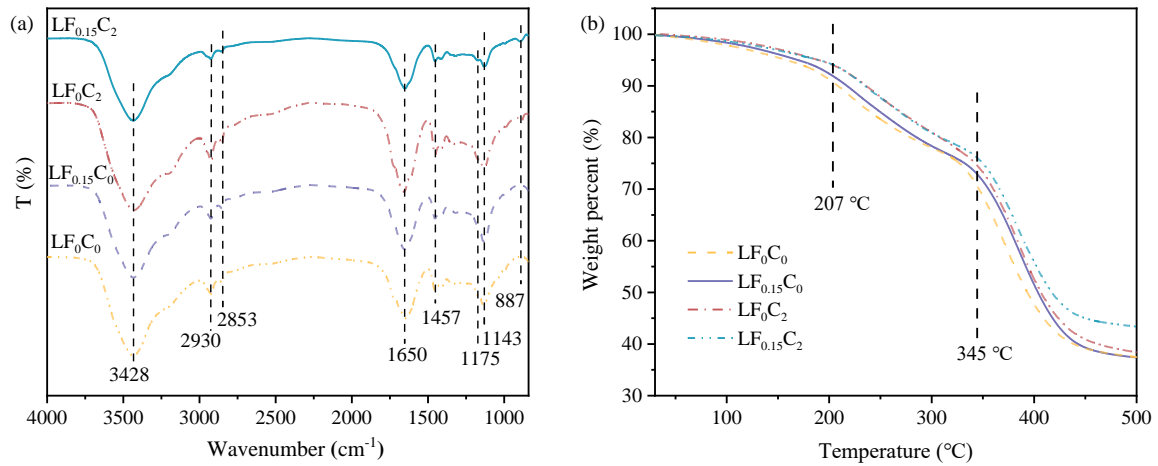 (a)
LF₀.₁₅C₂
LF₀C₂
LF₀.₁₅C₀
LF₀C₀
T (%)
3428
2930
2853
1650
1457
1175
1143
887
4000 3500 3000 2500 2000 1500 1000
Wavenumber (cm⁻¹)
(b)
Weight percent (%)
100
90
80
70
60
50
40
30
207 °C
345 °C
LF₀C₀
LF₀.₁₅C₀
LF₀C₂
LF₀.₁₅C₂
100 200 300 400 500
Temperature (°C)